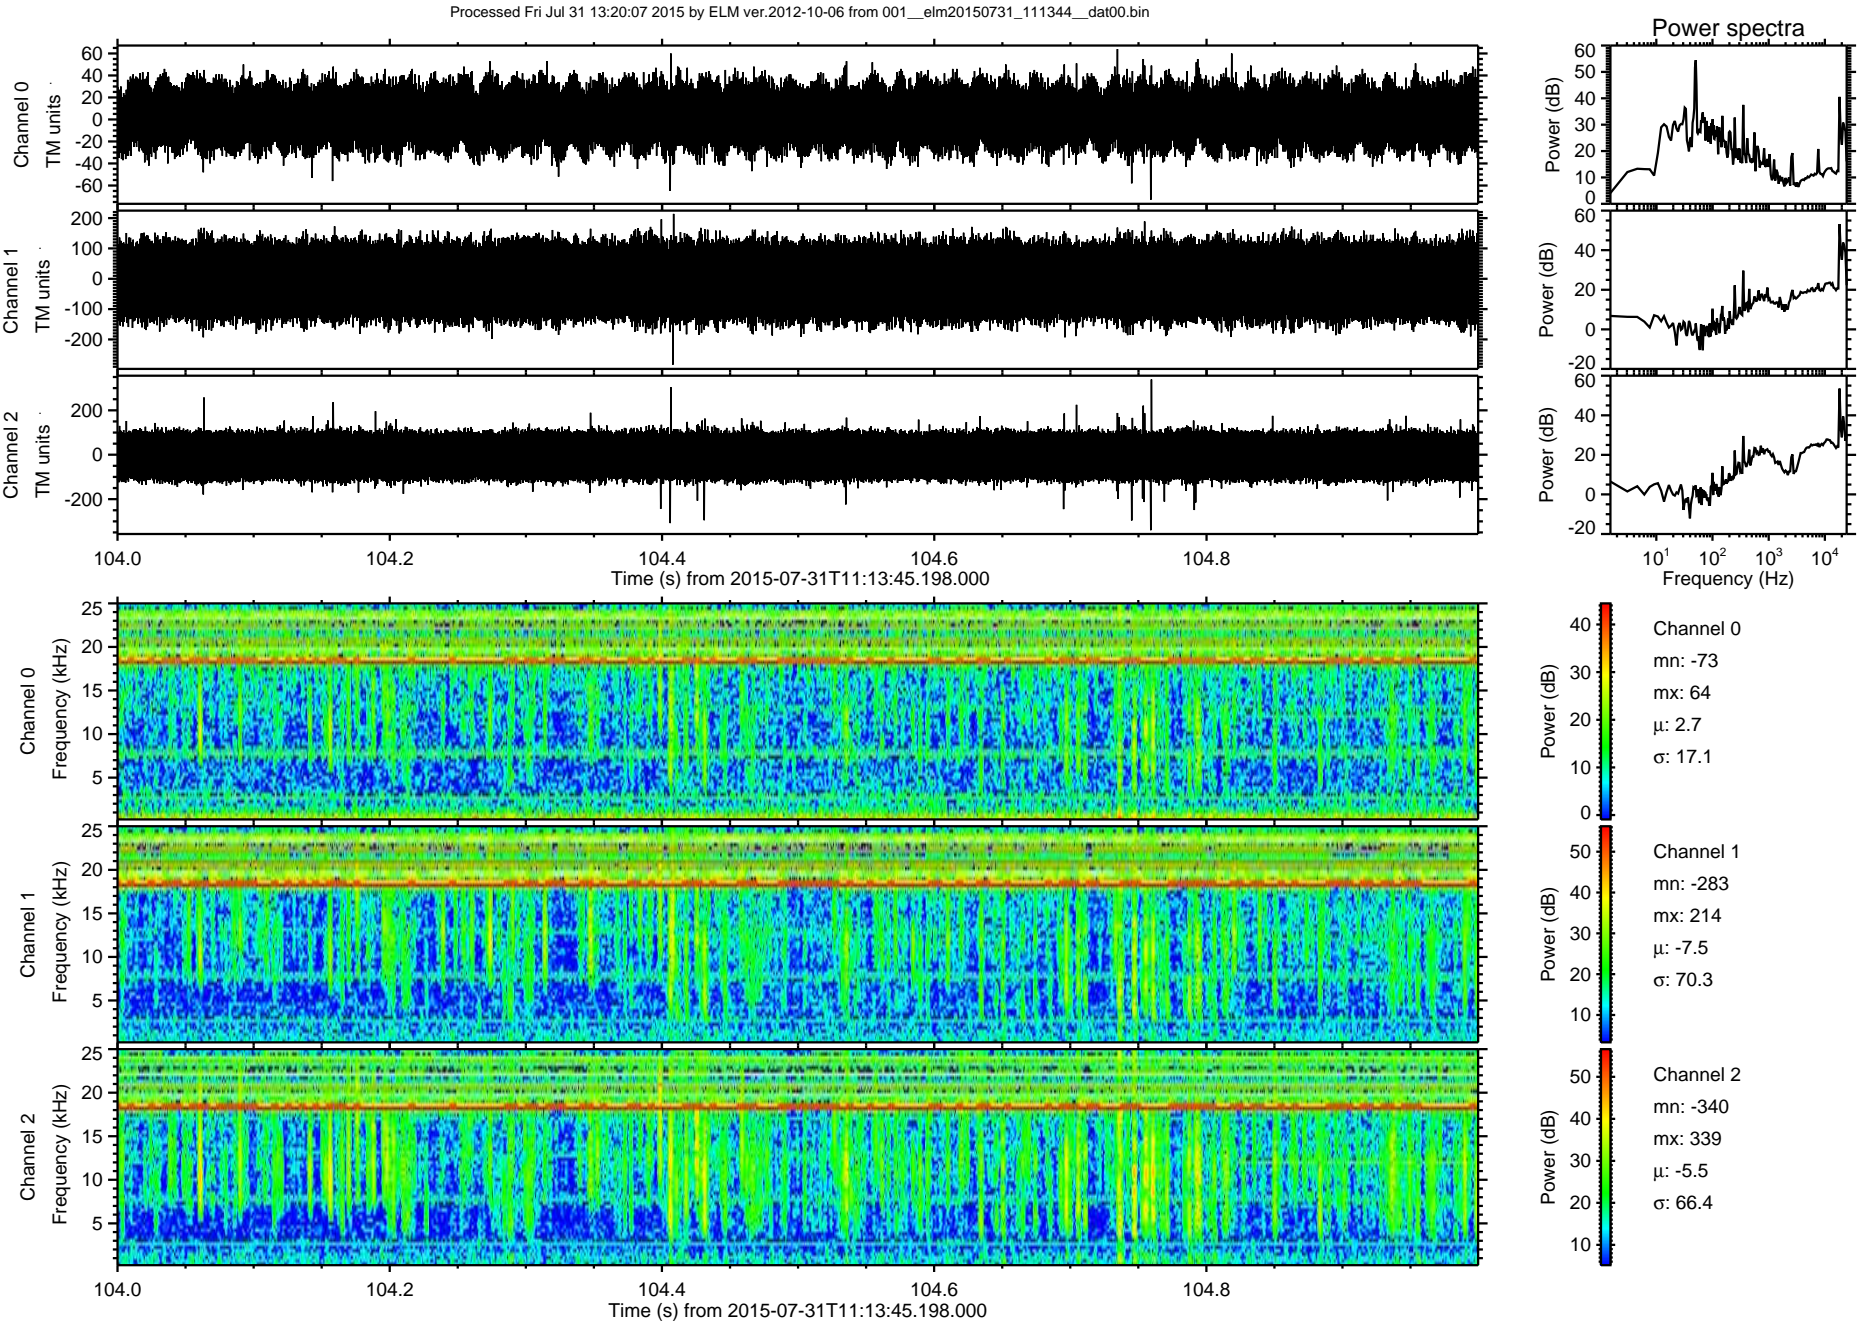 Processed Fri Jul 31 13:20:07 2015 by ELM ver.2012-10-06 from 001__elm20150731_111344__dat00.bin
Power spectra
Channel 0
TM units
60
40
20
0
-20
-40
-60
Power (dB)
60
50
40
30
20
10
0
Channel 1
TM units
200
100
0
-100
-200
Power (dB)
60
40
20
0
-20
Channel 2
TM units
200
0
-200
Power (dB)
60
40
20
0
-20
104.0 104.2 104.4 104.6 104.8
Time (s) from 2015-07-31T11:13:45.198.000
10^1 10^2 10^3 10^4
Frequency (Hz)
Channel 0
Frequency (kHz)
25
20
15
10
5
Power (dB)
40
30
20
10
0
Channel 0
mn: -73
mx: 64
μ: 2.7
σ: 17.1
Channel 1
Frequency (kHz)
25
20
15
10
5
Power (dB)
50
40
30
20
10
Channel 1
mn: -283
mx: 214
μ: -7.5
σ: 70.3
Channel 2
Frequency (kHz)
25
20
15
10
5
Power (dB)
50
40
30
20
10
Channel 2
mn: -340
mx: 339
μ: -5.5
σ: 66.4
104.0 104.2 104.4 104.6 104.8
Time (s) from 2015-07-31T11:13:45.198.000